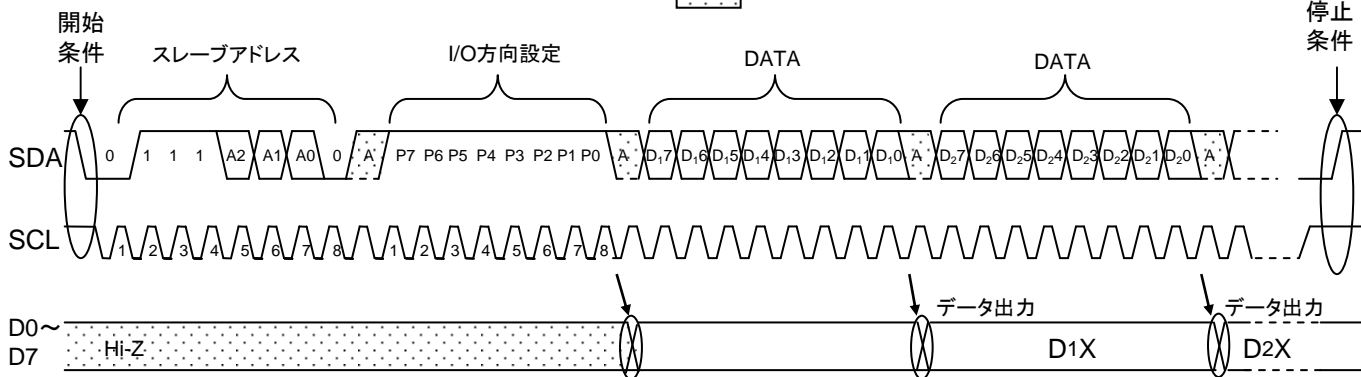 開始
条件
停止
条件
スレーブアドレス
I/O方向設定
DATA
DATA
SDA
0 1 1 1 A2 A1 A0 0 A P7 P6 P5 P4 P3 P2 P1 P0 A D₁7 D₁6 D₁5 D₁4 D₁3 D₁2 D₁1 D₁0 A D₂7 D₂6 D₂5 D₂4 D₂3 D₂2 D₂1 D₂0 A
SCL
1 2 3 4 5 6 7 8 1 2 3 4 5 6 7 8
データ出力
データ出力
D0～
D7
Hi-Z
D1X
D2X